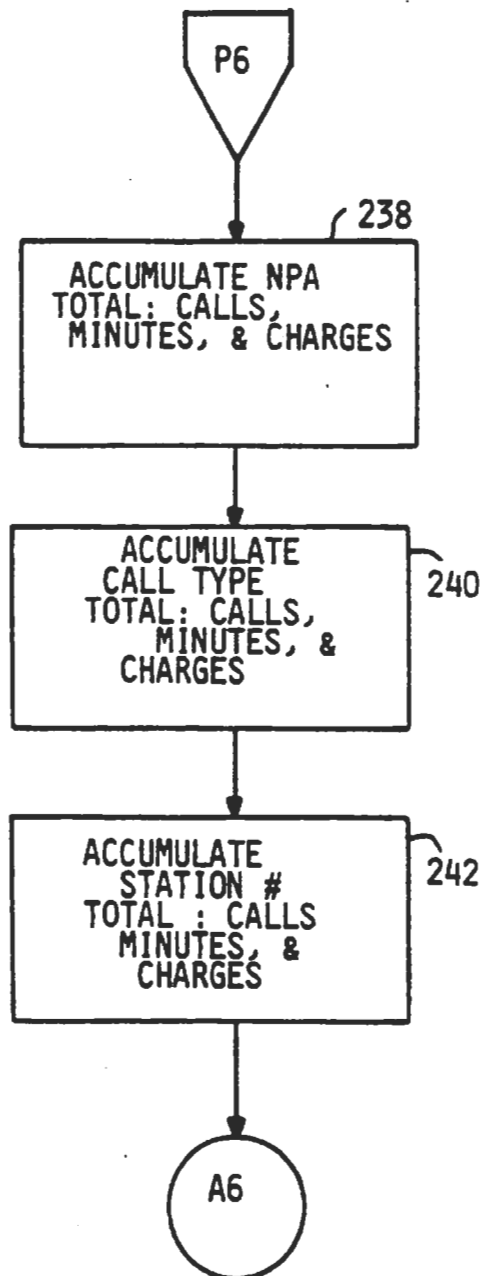 P6
238
ACCUMULATE NPA
TOTAL: CALLS,
MINUTES, & CHARGES
ACCUMULATE
CALL TYPE
TOTAL: CALLS,
MINUTES, &
CHARGES
240
ACCUMULATE
STATION #
TOTAL : CALLS
MINUTES, &
CHARGES
242
A6